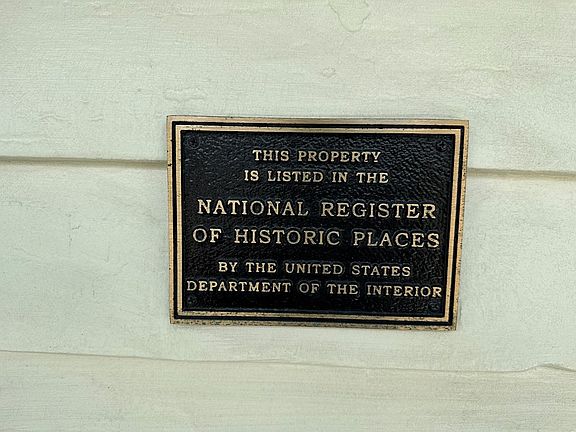 THIS PROPERTY
IS LISTED IN THE
NATIONAL REGISTER
OF HISTORIC PLACES
BY THE UNITED STATES
DEPARTMENT OF THE INTERIOR